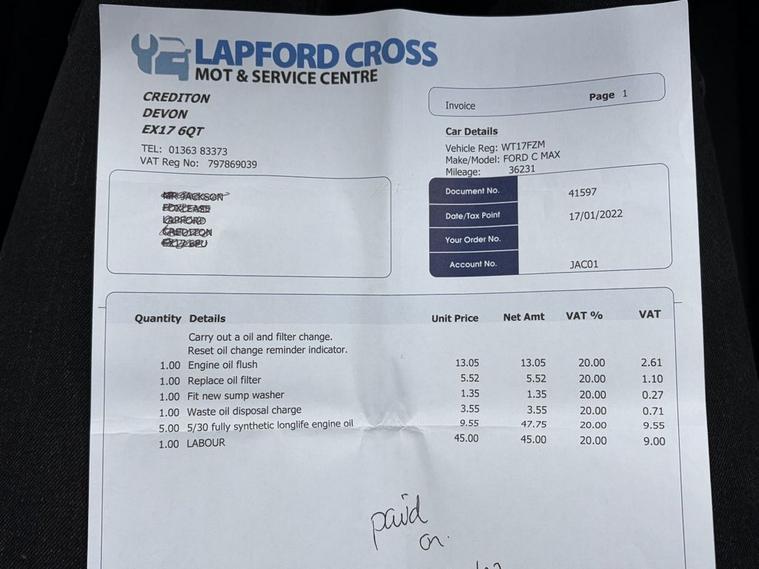 LAPFORD CROSS
MOT & SERVICE CENTRE
CREDITON
DEVON
EX17 6QT
TEL: 01363 83373
VAT Reg No: 797869039
Invoice Page 1
Car Details
Vehicle Reg: WT17FZM
Make/Model: FORD C MAX
Mileage: 36231
Document No. 41597
Date/Tax Point 17/01/2022
Your Order No.
Account No. JAC01
Quantity Details Unit Price Net Amt VAT % VAT
Carry out a oil and filter change.
Reset oil change reminder indicator.
1.00 Engine oil flush 13.05 13.05 20.00 2.61
1.00 Replace oil filter 5.52 5.52 20.00 1.10
1.00 Fit new sump washer 1.35 1.35 20.00 0.27
1.00 Waste oil disposal charge 3.55 3.55 20.00 0.71
5.00 5/30 fully synthetic longlife engine oil 9.55 47.75 20.00 9.55
1.00 LABOUR 45.00 45.00 20.00 9.00
paid
on.